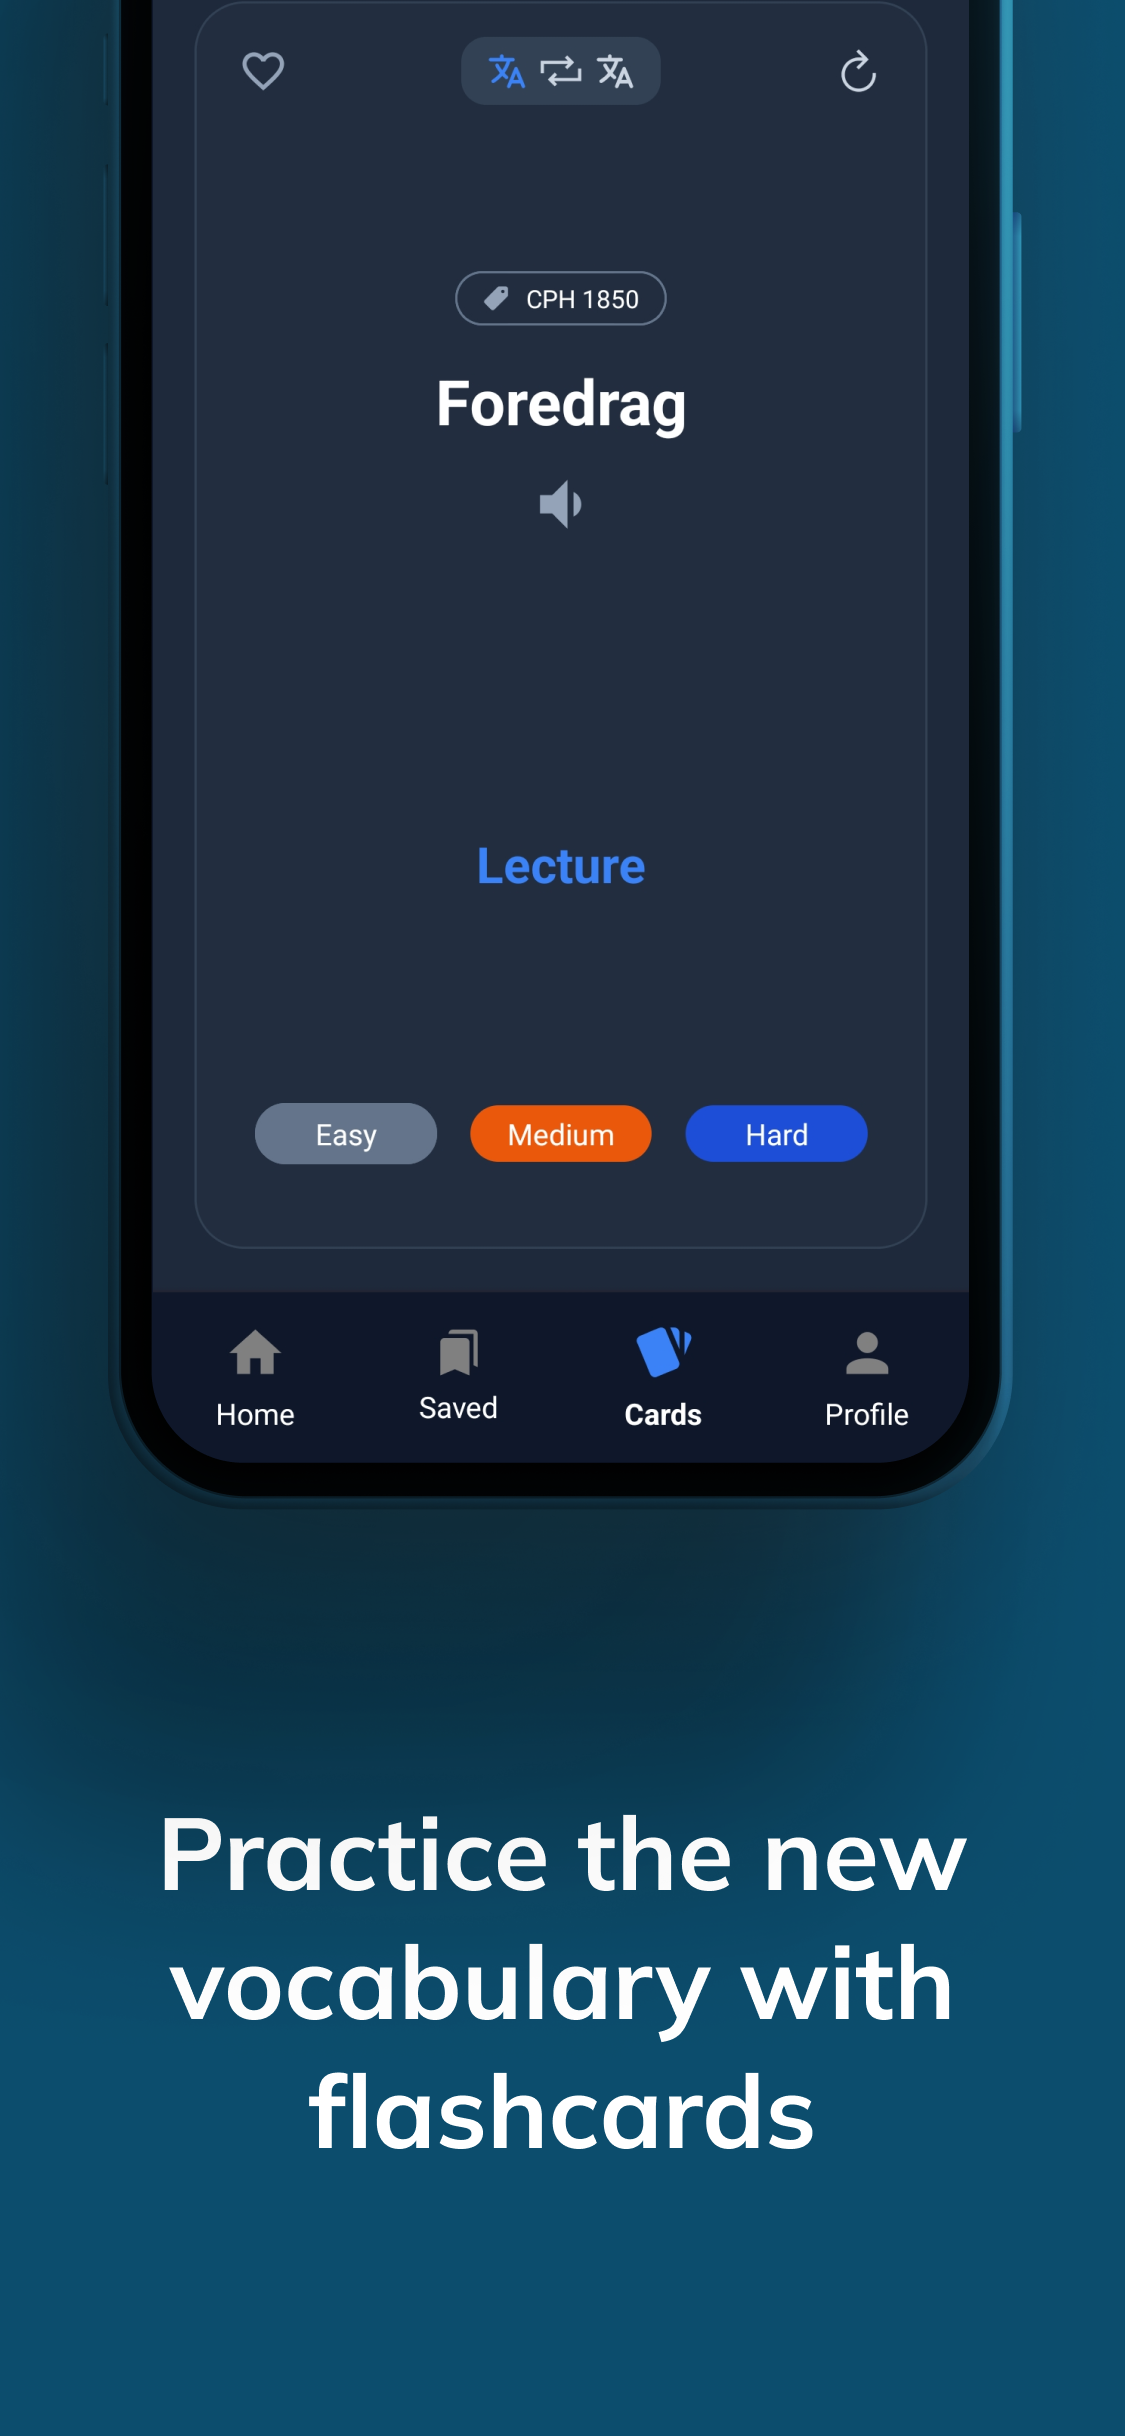 CPH 1850
Foredrag
Lecture
Easy Medium Hard
Home Saved Cards Profile
Practice the new
vocabulary with
flashcards